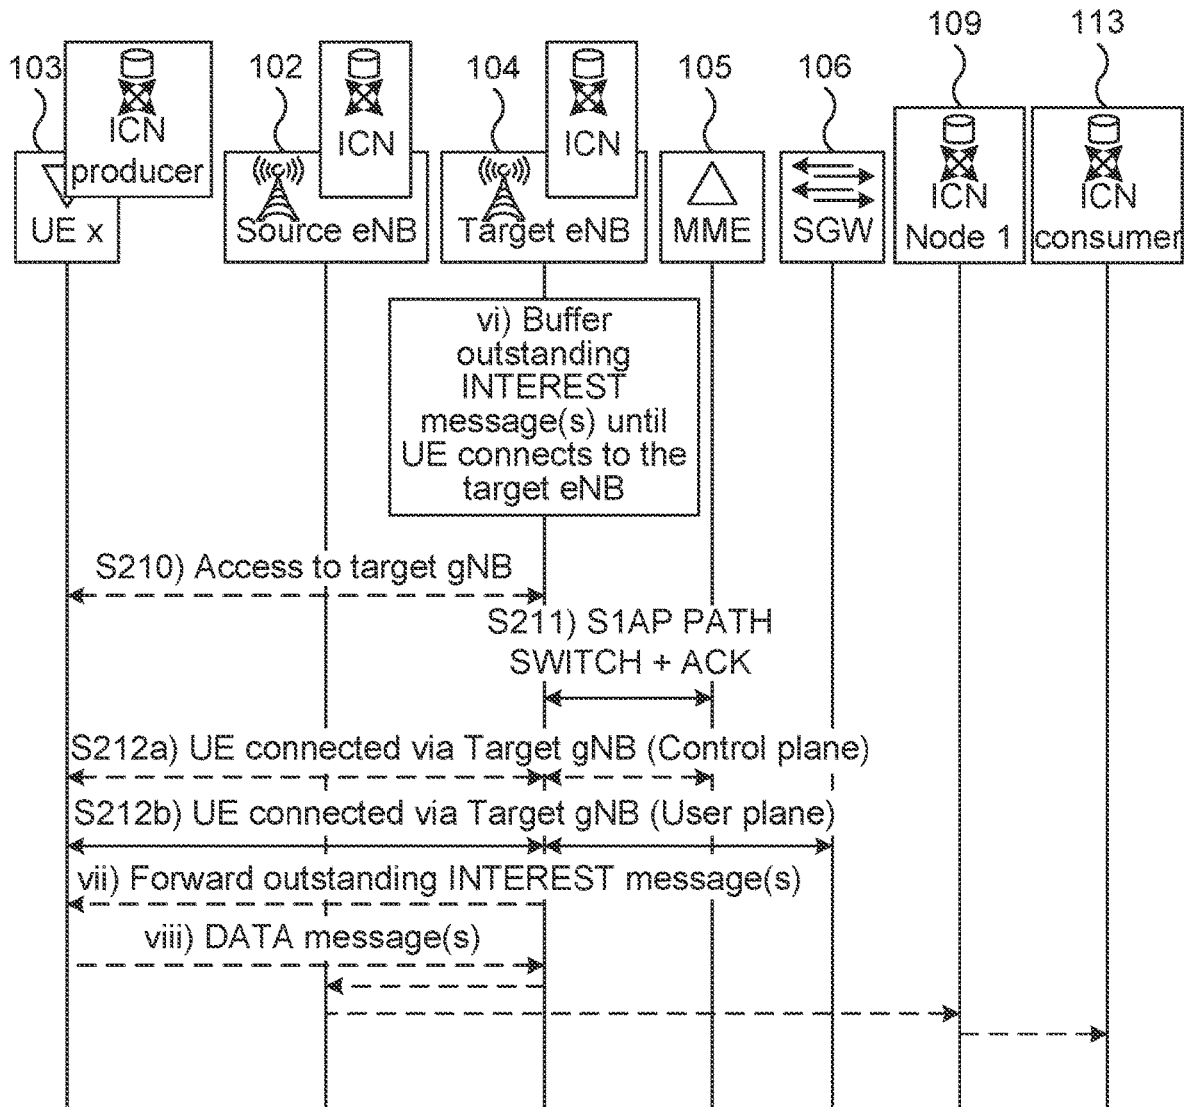 109
113
103
102
104
105
106
ICN
producer
UE x
ICN
Source eNB
ICN
Target eNB
MME
SGW
ICN
Node 1
ICN
consumer
vi) Buffer
outstanding
INTEREST
message(s) until
UE connects to the
target eNB
S210) Access to target gNB
S211) S1AP PATH
SWITCH + ACK
S212a) UE connected via Target gNB (Control plane)
S212b) UE connected via Target gNB (User plane)
vii) Forward outstanding INTEREST message(s)
viii) DATA message(s)